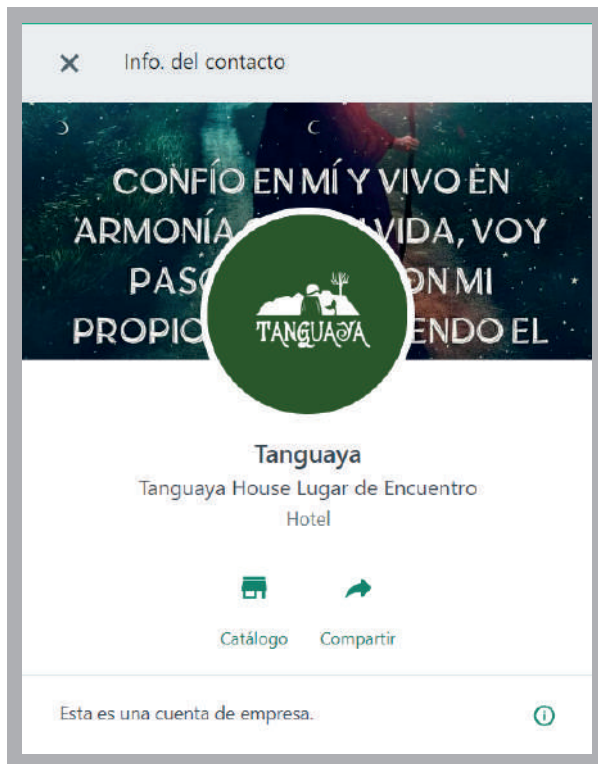 Info. del contacto
CONFÍO EN MÍ Y VIVO EN
ARMONÍA VIDA, VOY
PASO CON MI
PROPIO ENDO EL
TANGUAYA
Tanguaya
Tanguaya House Lugar de Encuentro
Hotel
Catálogo Compartir
Esta es una cuenta de empresa.